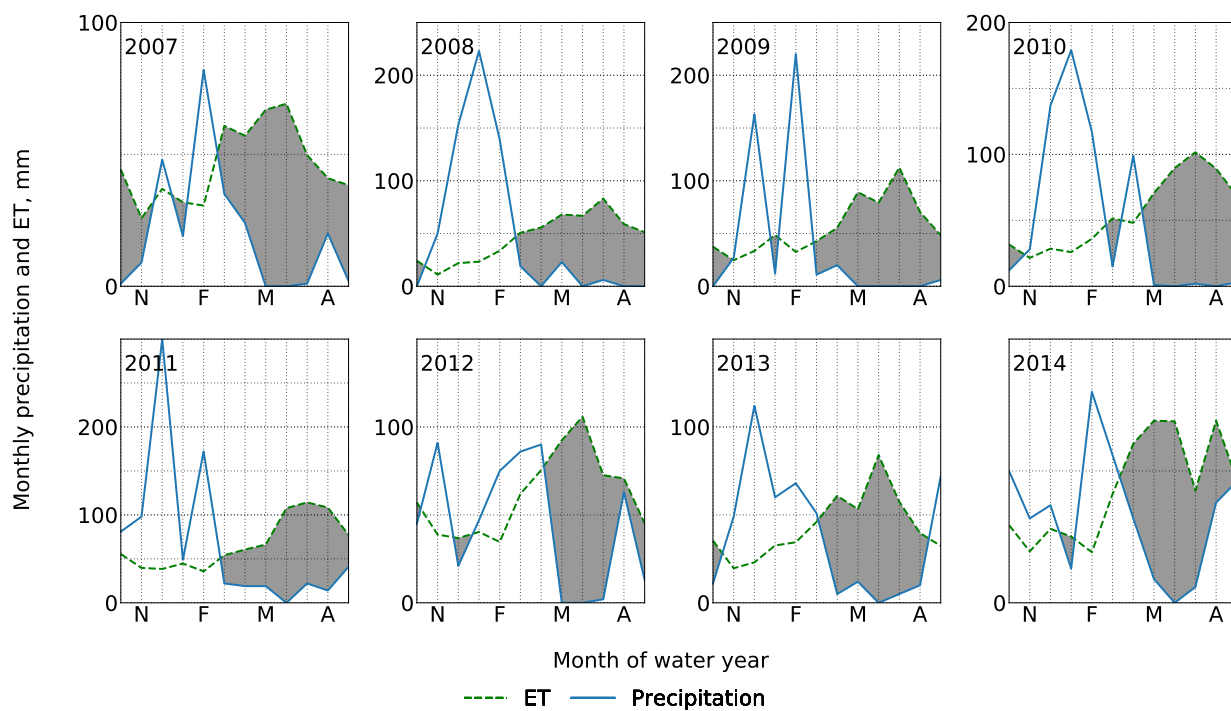 Monthly precipitation and ET, mm
100
0
2007
N F M A
200
100
0
2008
N F M A
200
100
0
2009
N F M A
200
100
0
2010
N F M A
200
100
0
2011
N F M A
100
0
2012
N F M A
100
0
2013
N F M A
0
2014
N F M A
Month of water year
ET Precipitation